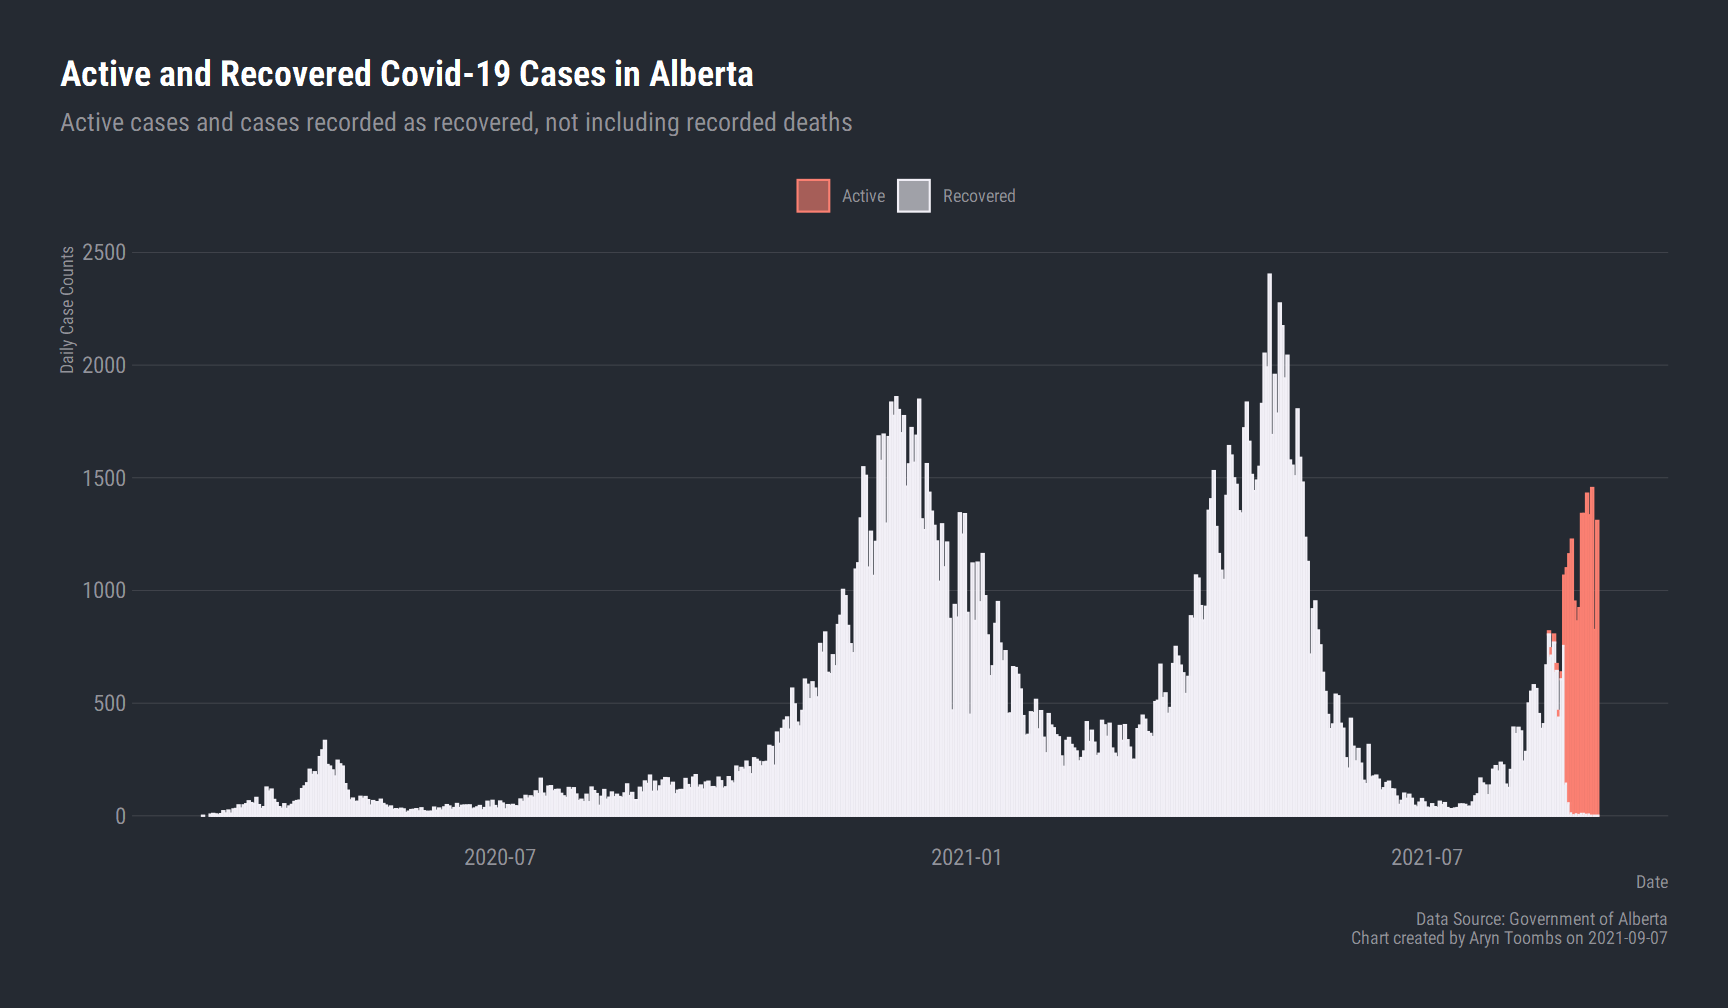 Active and Recovered Covid-19 Cases in Alberta
Active cases and cases recorded as recovered, not including recorded deaths
Active
Recovered
Daily Case Counts
2500
2000
1500
1000
500
0
2020-07
2021-01
2021-07
Date
Data Source: Government of Alberta
Chart created by Aryn Toombs on 2021-09-07